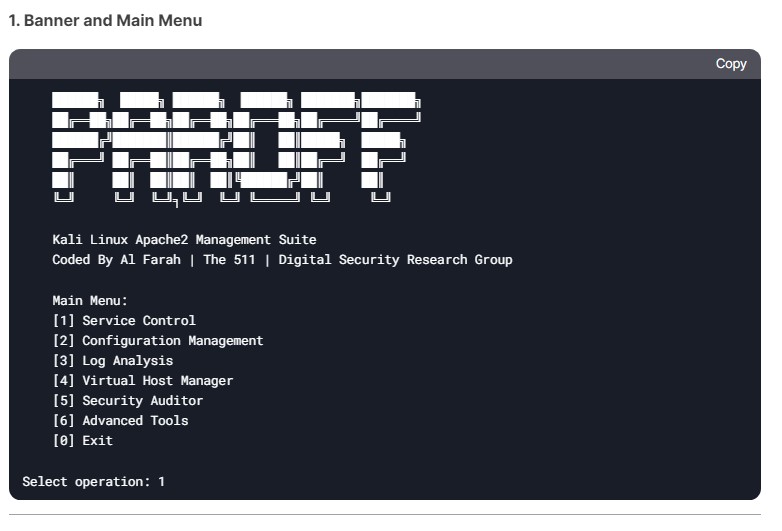 1. Banner and Main Menu
Copy
Kali Linux Apache2 Management Suite
Coded By Al Farah | The 511 | Digital Security Research Group
Main Menu:
[1] Service Control
[2] Configuration Management
[3] Log Analysis
[4] Virtual Host Manager
[5] Security Auditor
[6] Advanced Tools
[0] Exit
Select operation: 1